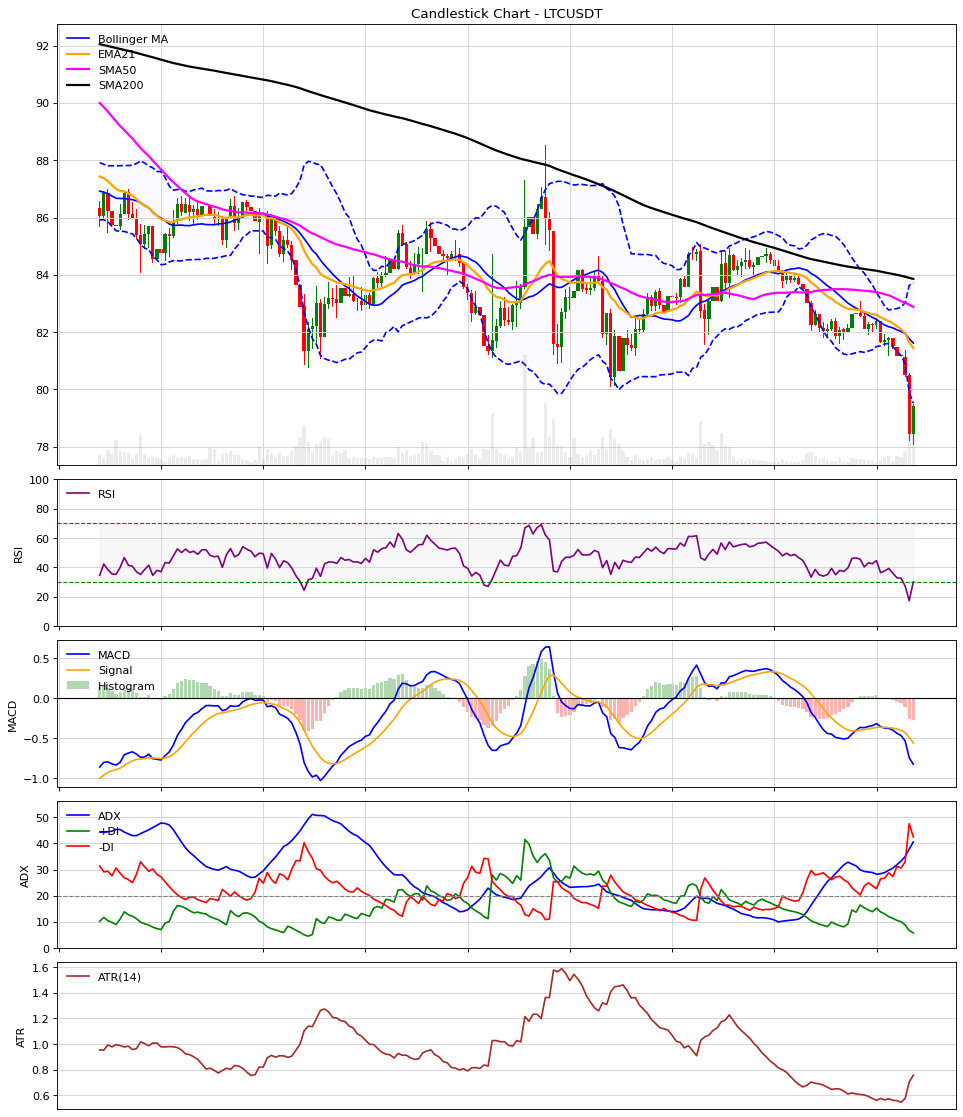 Candlestick Chart - LTCUSDT
Bollinger MA
EMA21
SMA50
SMA200
92
90
88
86
84
82
80
78
RSI
RSI
100
80
60
40
20
0
MACD
Signal
Histogram
MACD
0.5
0.0
−0.5
−1.0
ADX
+DI
-DI
ADX
50
40
30
20
10
0
ATR(14)
ATR
1.6
1.4
1.2
1.0
0.8
0.6